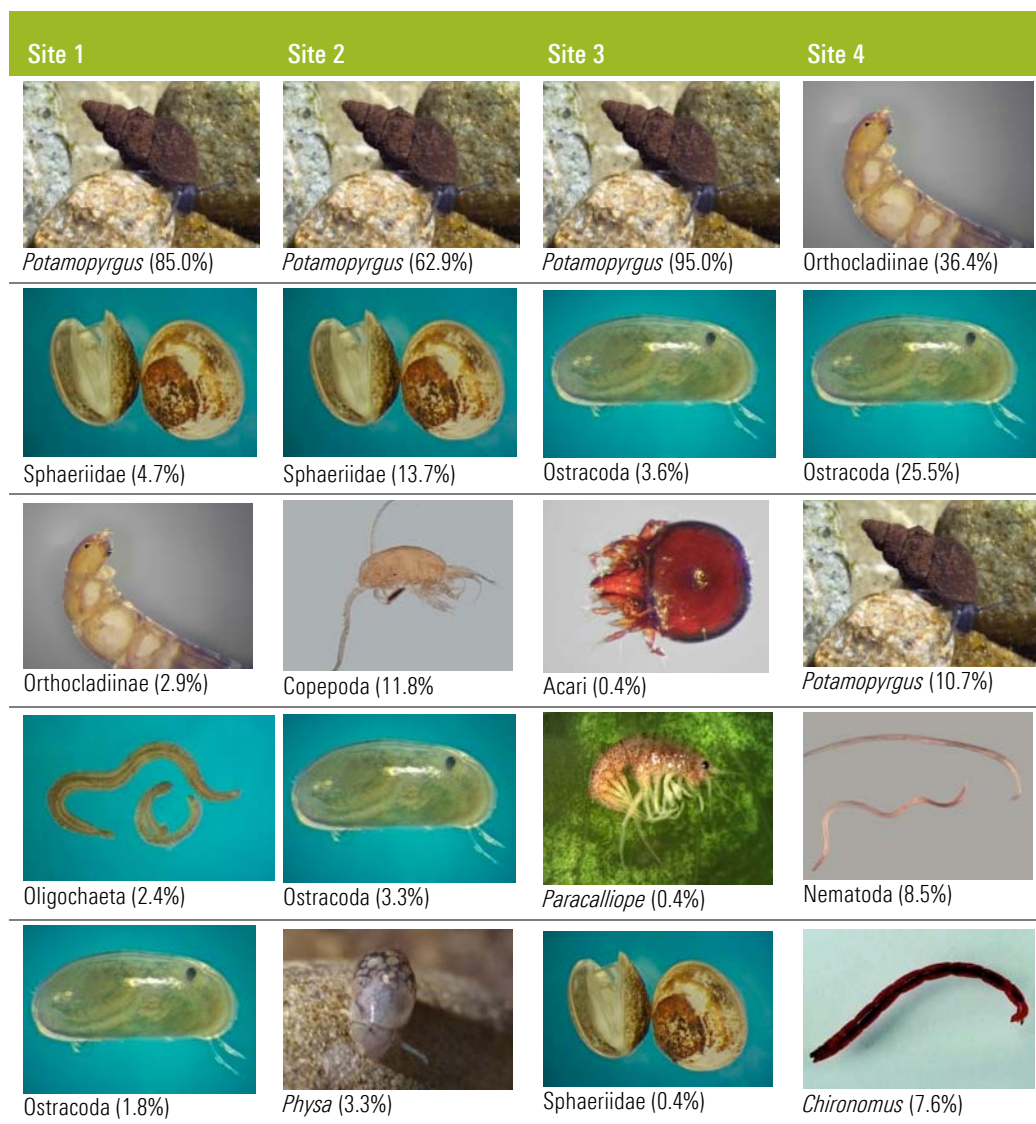 Site 1 Site 2 Site 3 Site 4
Potamopyrgus (85.0%) Potamopyrgus (62.9%) Potamopyrgus (95.0%) Orthocladiinae (36.4%)
Sphaeriidae (4.7%) Sphaeriidae (13.7%) Ostracoda (3.6%) Ostracoda (25.5%)
Orthocladiinae (2.9%) Copepoda (11.8% Acari (0.4%) Potamopyrgus (10.7%)
Oligochaeta (2.4%) Ostracoda (3.3%) Paracalliope (0.4%) Nematoda (8.5%)
Ostracoda (1.8%) Physa (3.3%) Sphaeriidae (0.4%) Chironomus (7.6%)